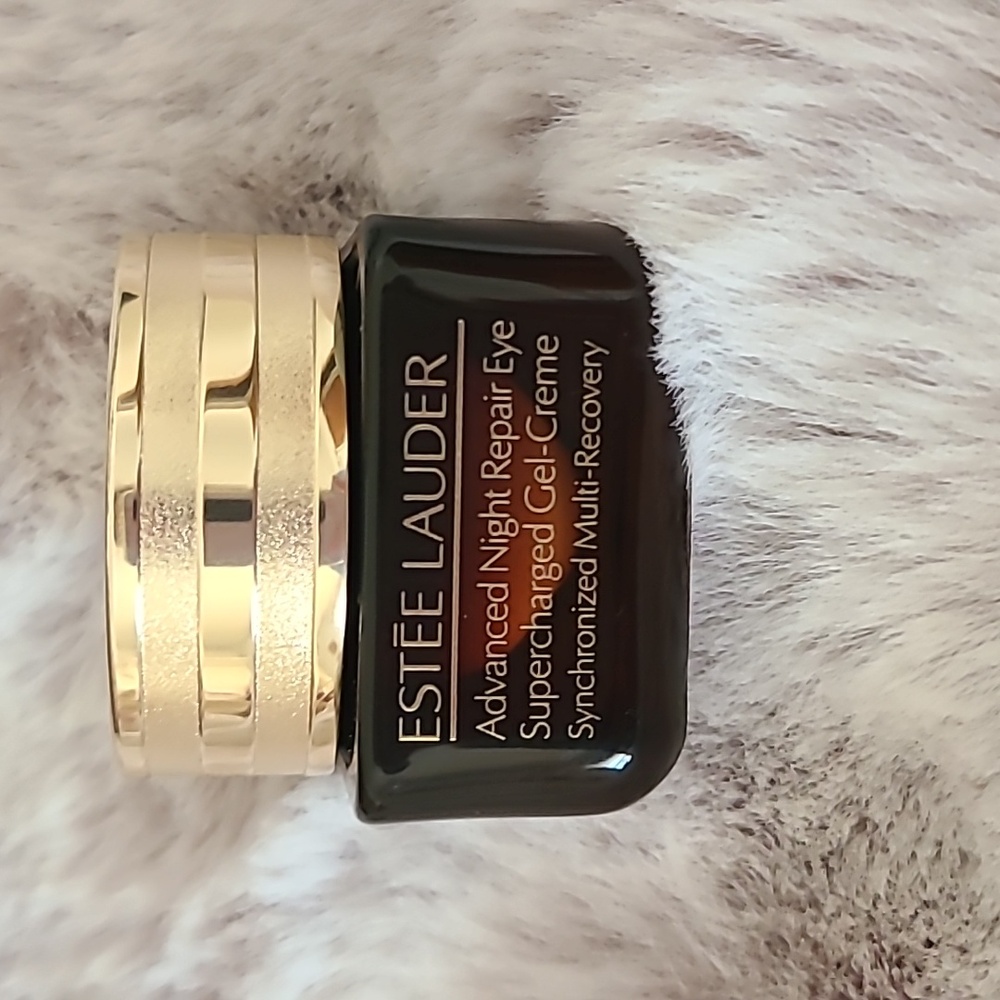 ESTĒE LAUDER
Advanced Night Repair Eye
Supercharged Gel-Creme
Synchronized Multi-Recovery